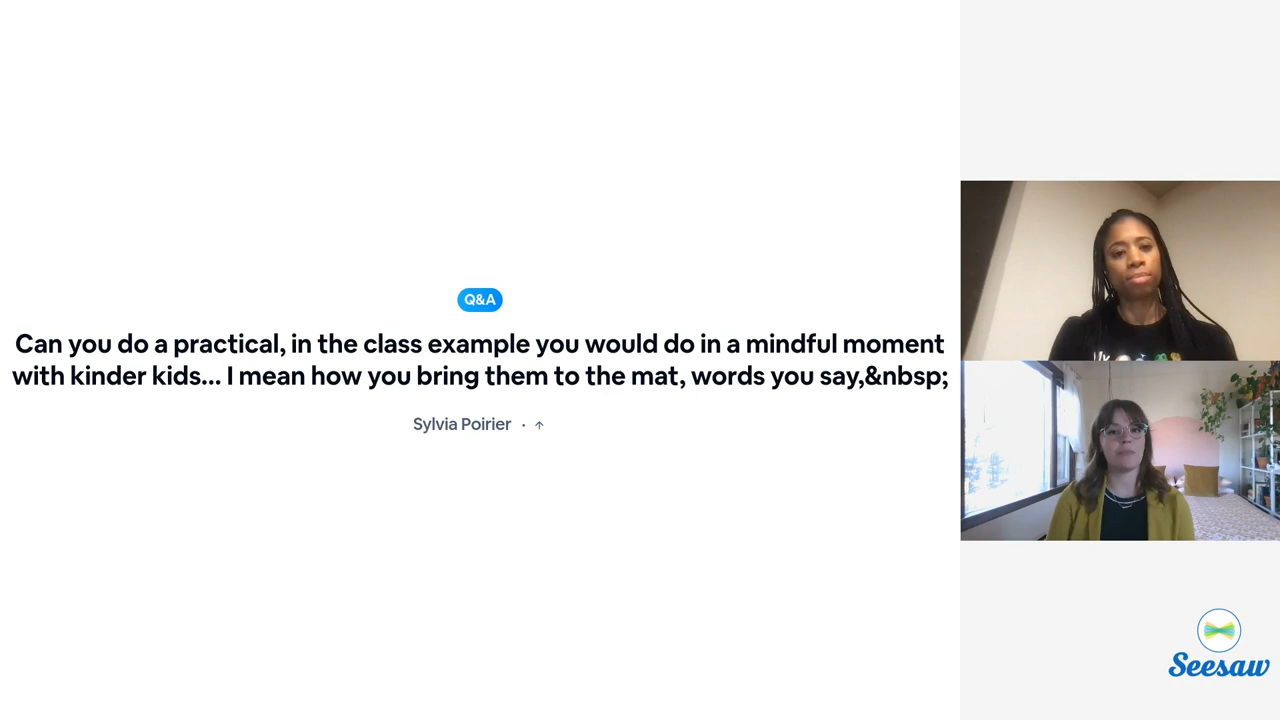 Q&A
Can you do a practical, in the class example you would do in a mindful moment
with kinder kids... I mean how you bring them to the mat, words you say,&nbsp;
Sylvia Poirier · ↑
Seesaw